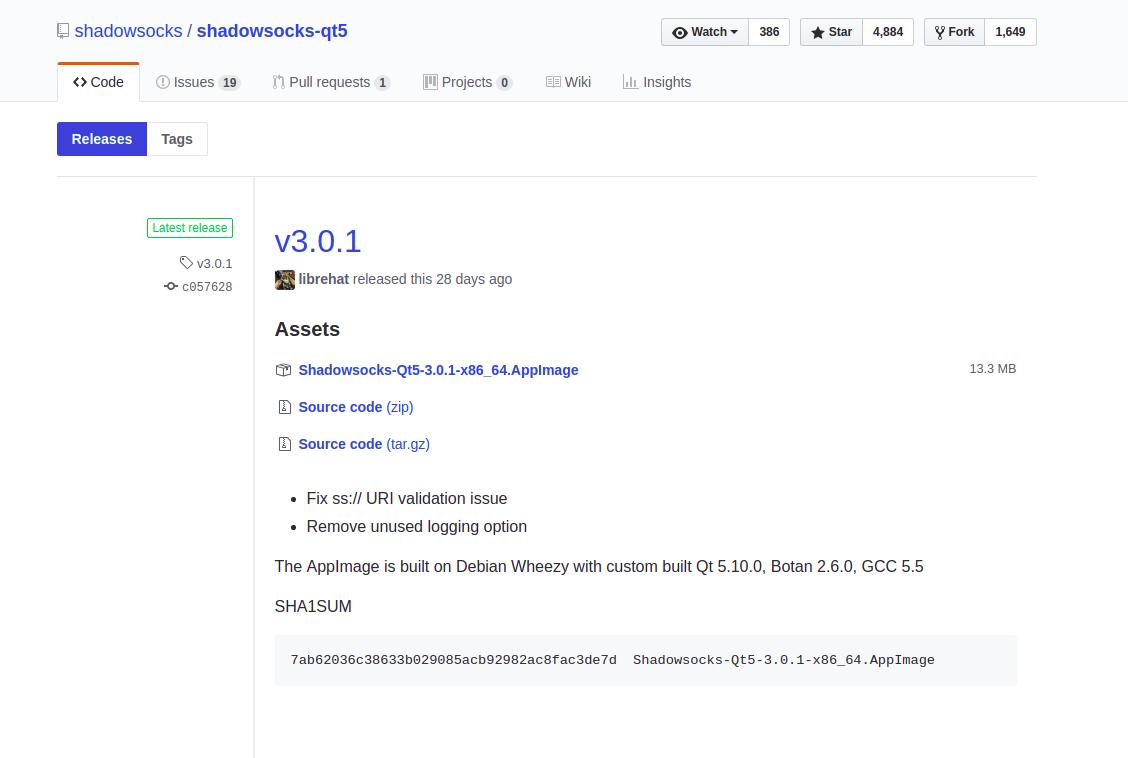 shadowsocks / shadowsocks-qt5
Watch 386 Star 4,884 Fork 1,649
Code Issues 19 Pull requests 1 Projects 0 Wiki Insights
Releases Tags
Latest release
v3.0.1
c057628
v3.0.1
librehat released this 28 days ago
Assets
Shadowsocks-Qt5-3.0.1-x86_64.AppImage 13.3 MB
Source code (zip)
Source code (tar.gz)
• Fix ss:// URI validation issue
• Remove unused logging option
The AppImage is built on Debian Wheezy with custom built Qt 5.10.0, Botan 2.6.0, GCC 5.5
SHA1SUM
7ab62036c38633b029085acb92982ac8fac3de7d  Shadowsocks-Qt5-3.0.1-x86_64.AppImage